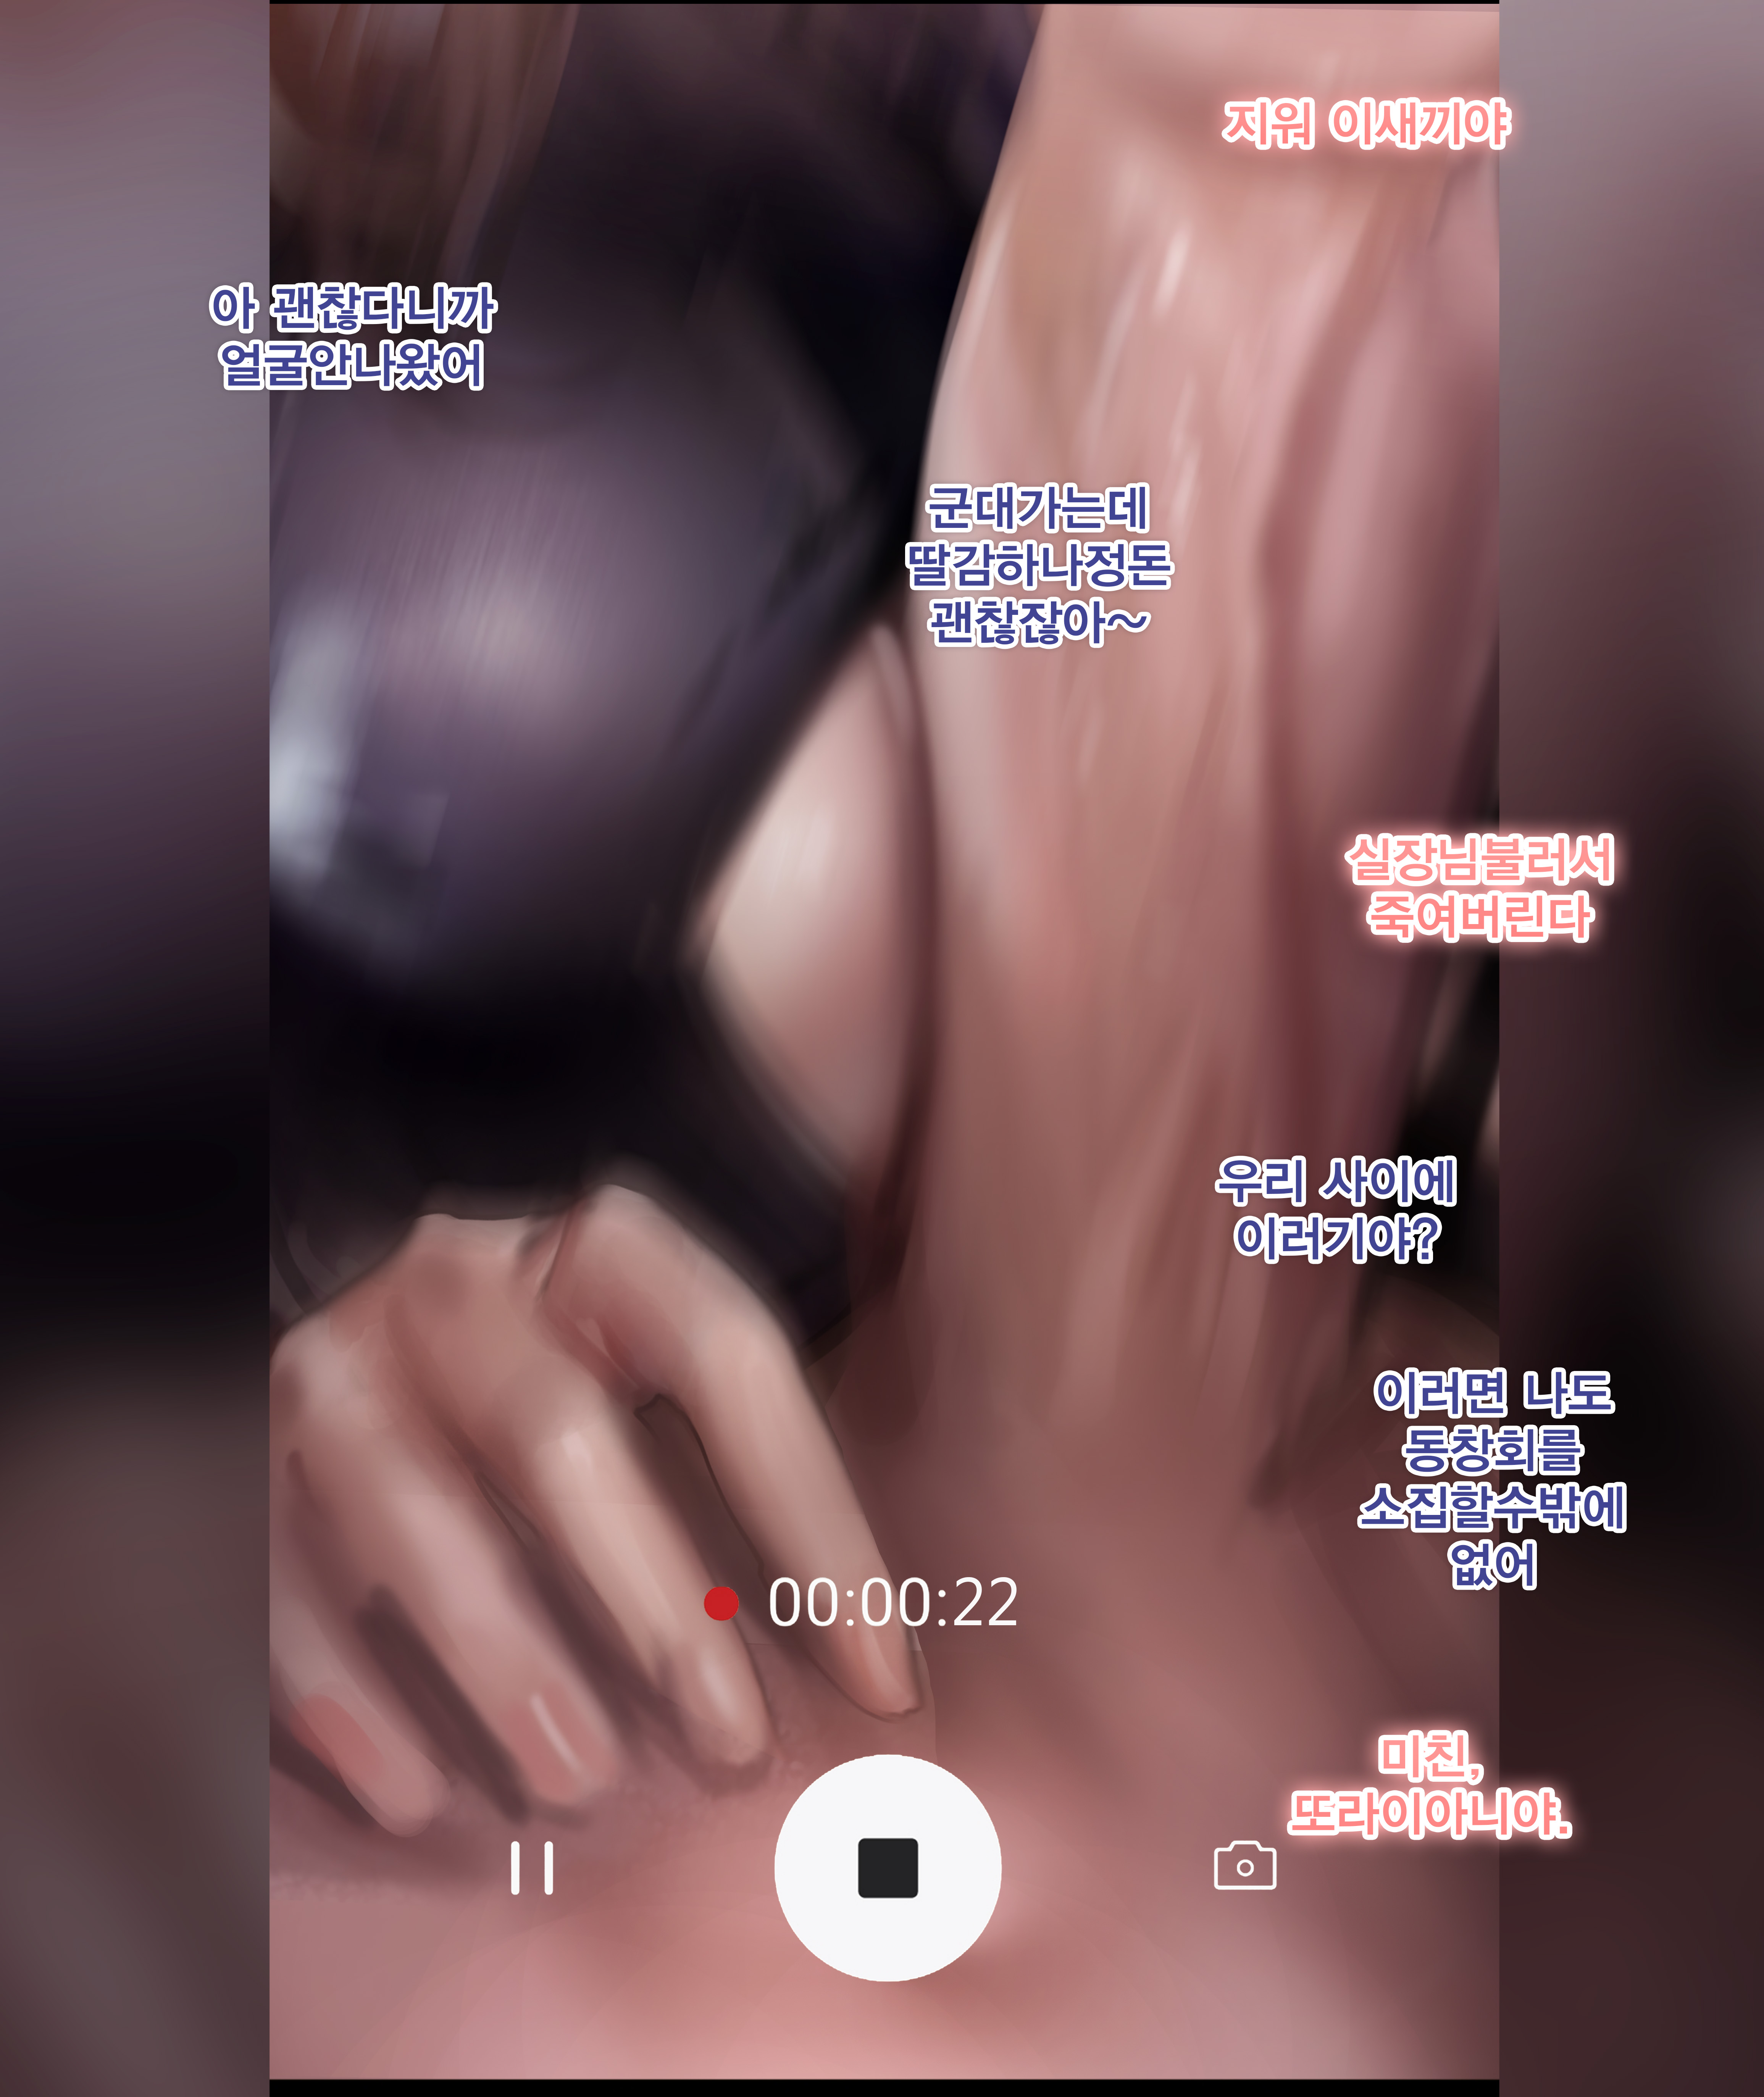 지워 이새끼야
아 괜찮다니까
얼굴안나왔어
군대가는데
딸감하나정돈
괜찮잖아~
실장님불러서
죽여버린다
우리 사이에
이러기야?
이러면 나도
동창회를
소집할수밖에
없어
00:00:22
미친,
또라이아니야.